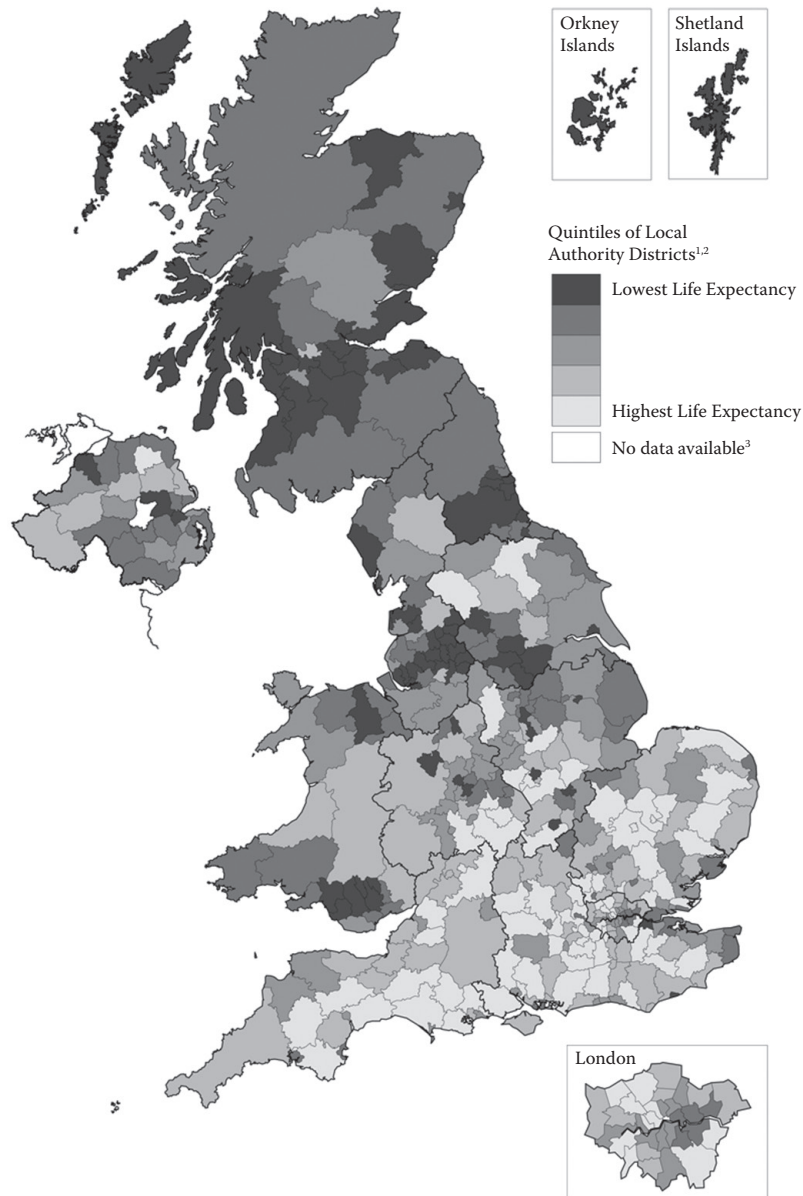 Orkney
Islands
Shetland
Islands
Quintiles of Local
Authority Districts¹,²
Lowest Life Expectancy
Highest Life Expectancy
No data available³
London